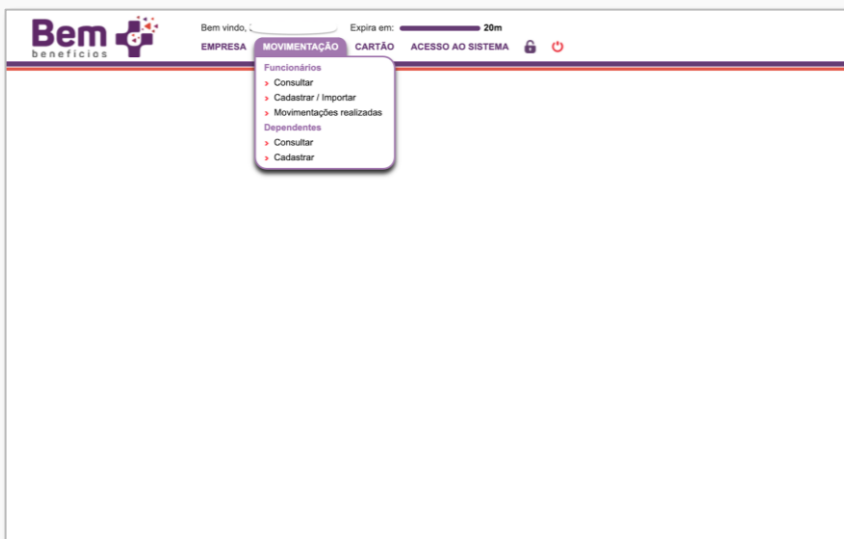 Bem
benefícios
Bem vindo,
Expira em: 20m
EMPRESA MOVIMENTAÇÃO CARTÃO ACESSO AO SISTEMA
Funcionários
Consultar
Cadastrar / Importar
Movimentações realizadas
Dependentes
Consultar
Cadastrar